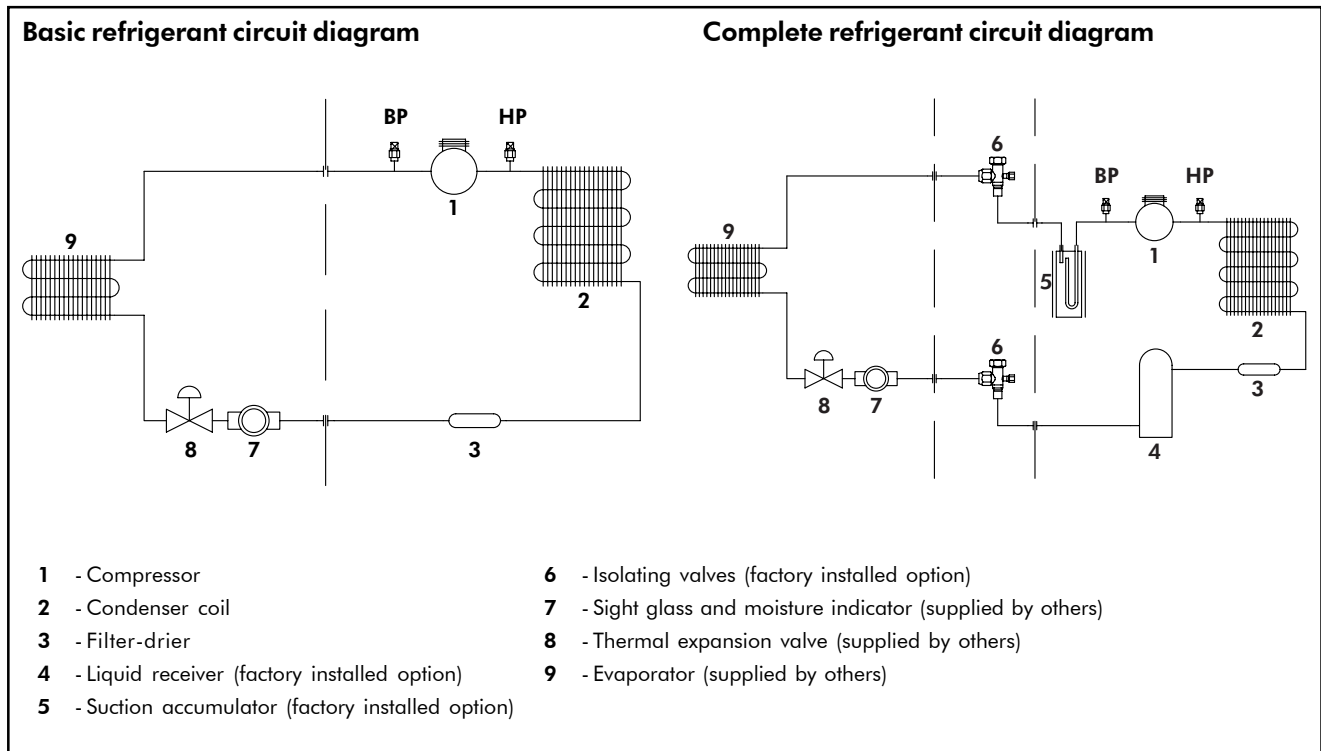 Basic refrigerant circuit diagram
Complete refrigerant circuit diagram
BP
HP
1
9
2
8
7
3
6
BP
HP
9
1
5
2
6
3
8
7
4
1 - Compressor
2 - Condenser coil
3 - Filter-drier
4 - Liquid receiver (factory installed option)
5 - Suction accumulator (factory installed option)
6 - Isolating valves (factory installed option)
7 - Sight glass and moisture indicator (supplied by others)
8 - Thermal expansion valve (supplied by others)
9 - Evaporator (supplied by others)